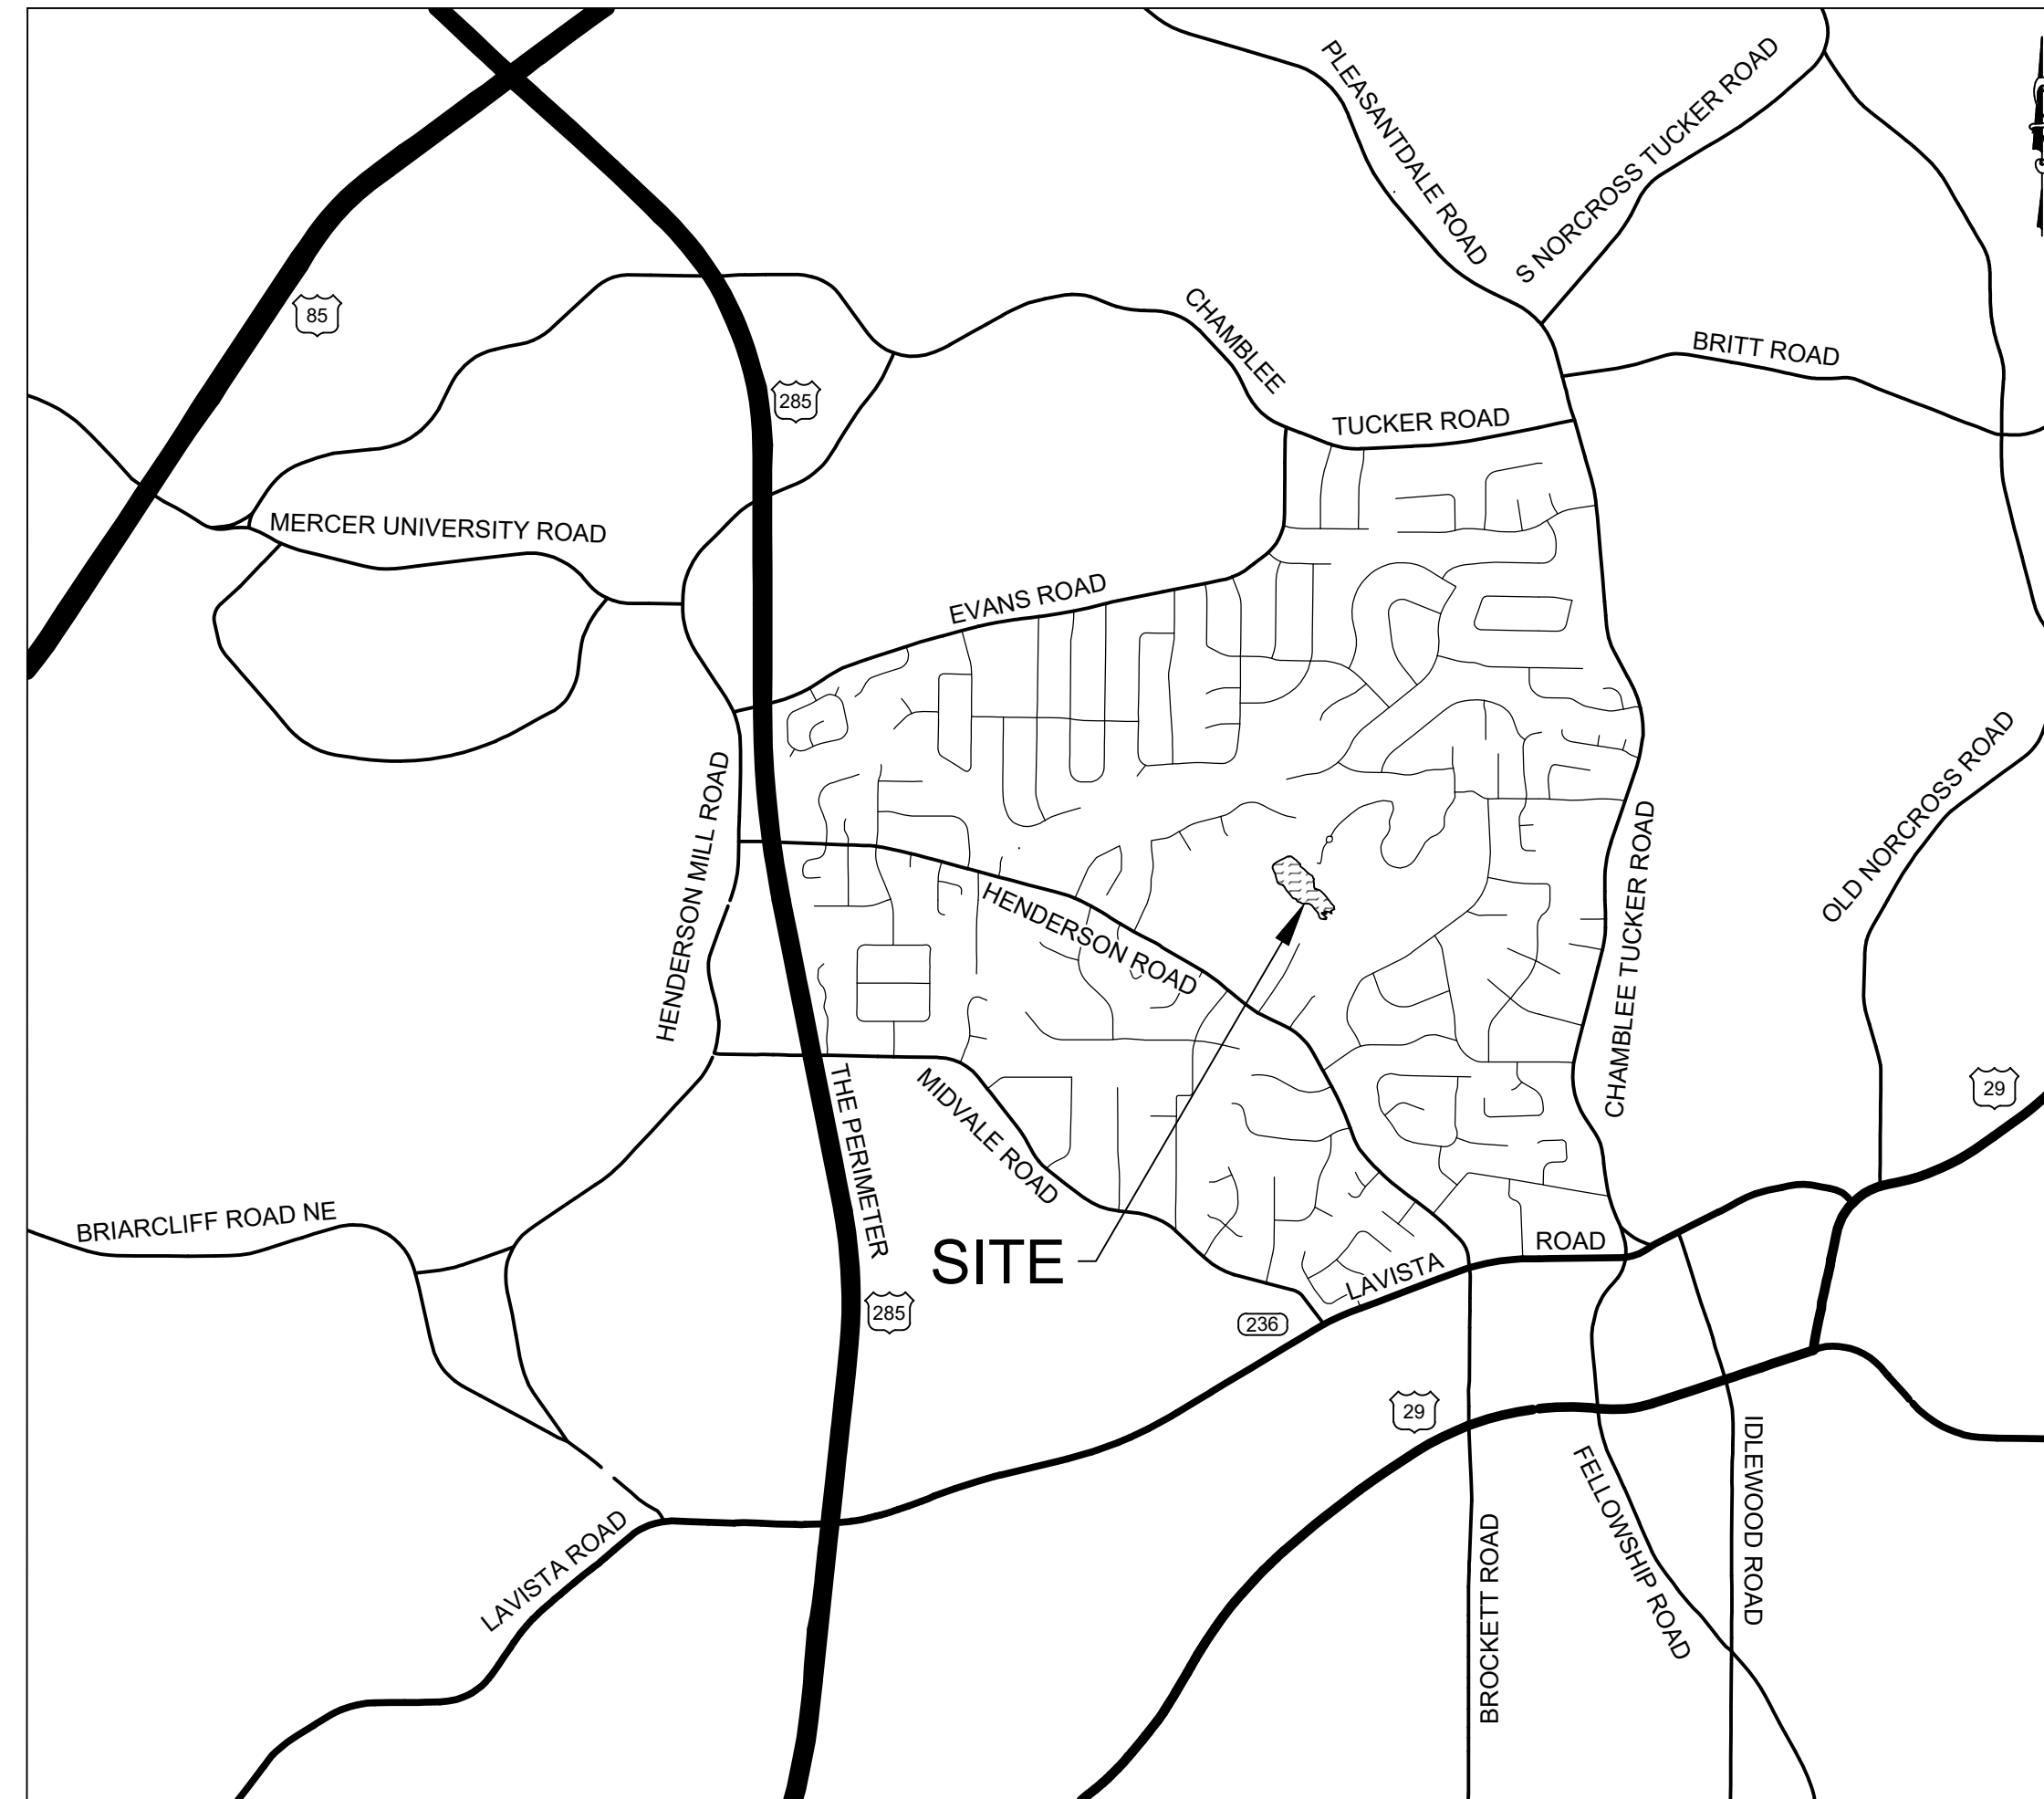 PLEASANTDALE ROAD
S NORCROSS TUCKER ROAD
85
CHAMBLEE
TUCKER ROAD
BRITT ROAD
285
MERCER UNIVERSITY ROAD
EVANS ROAD
HENDERSON MILL ROAD
OLD NORCROSS ROAD
CHAMBLEE TUCKER ROAD
HENDERSON ROAD
29
THE PERIMETER
MIDVALE ROAD
BRIARCLIFF ROAD NE
SITE
LAVISTA
ROAD
285
236
29
LAVISTA ROAD
BROCKETT ROAD
FELLOWSHIP ROAD
IDLEWOOD ROAD